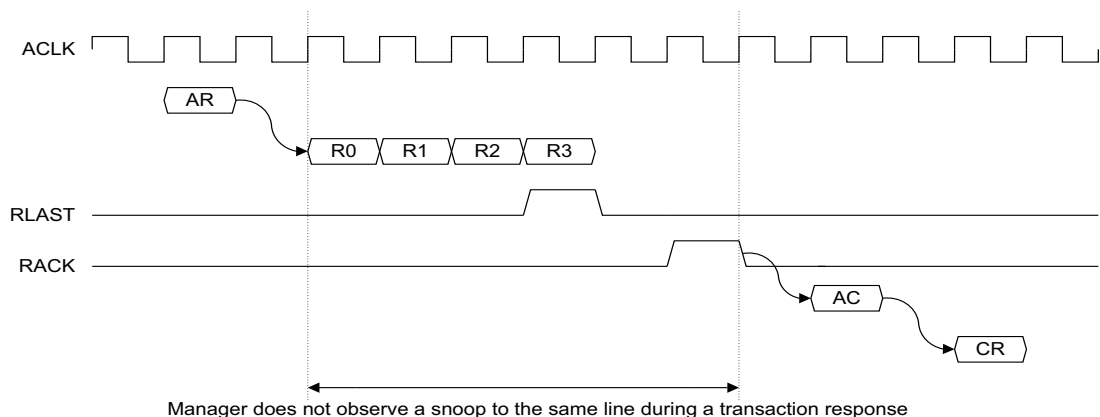 ACLK
AR
R0 R1 R2 R3
RLAST
RACK
AC
CR
Manager does not observe a snoop to the same line during a transaction response